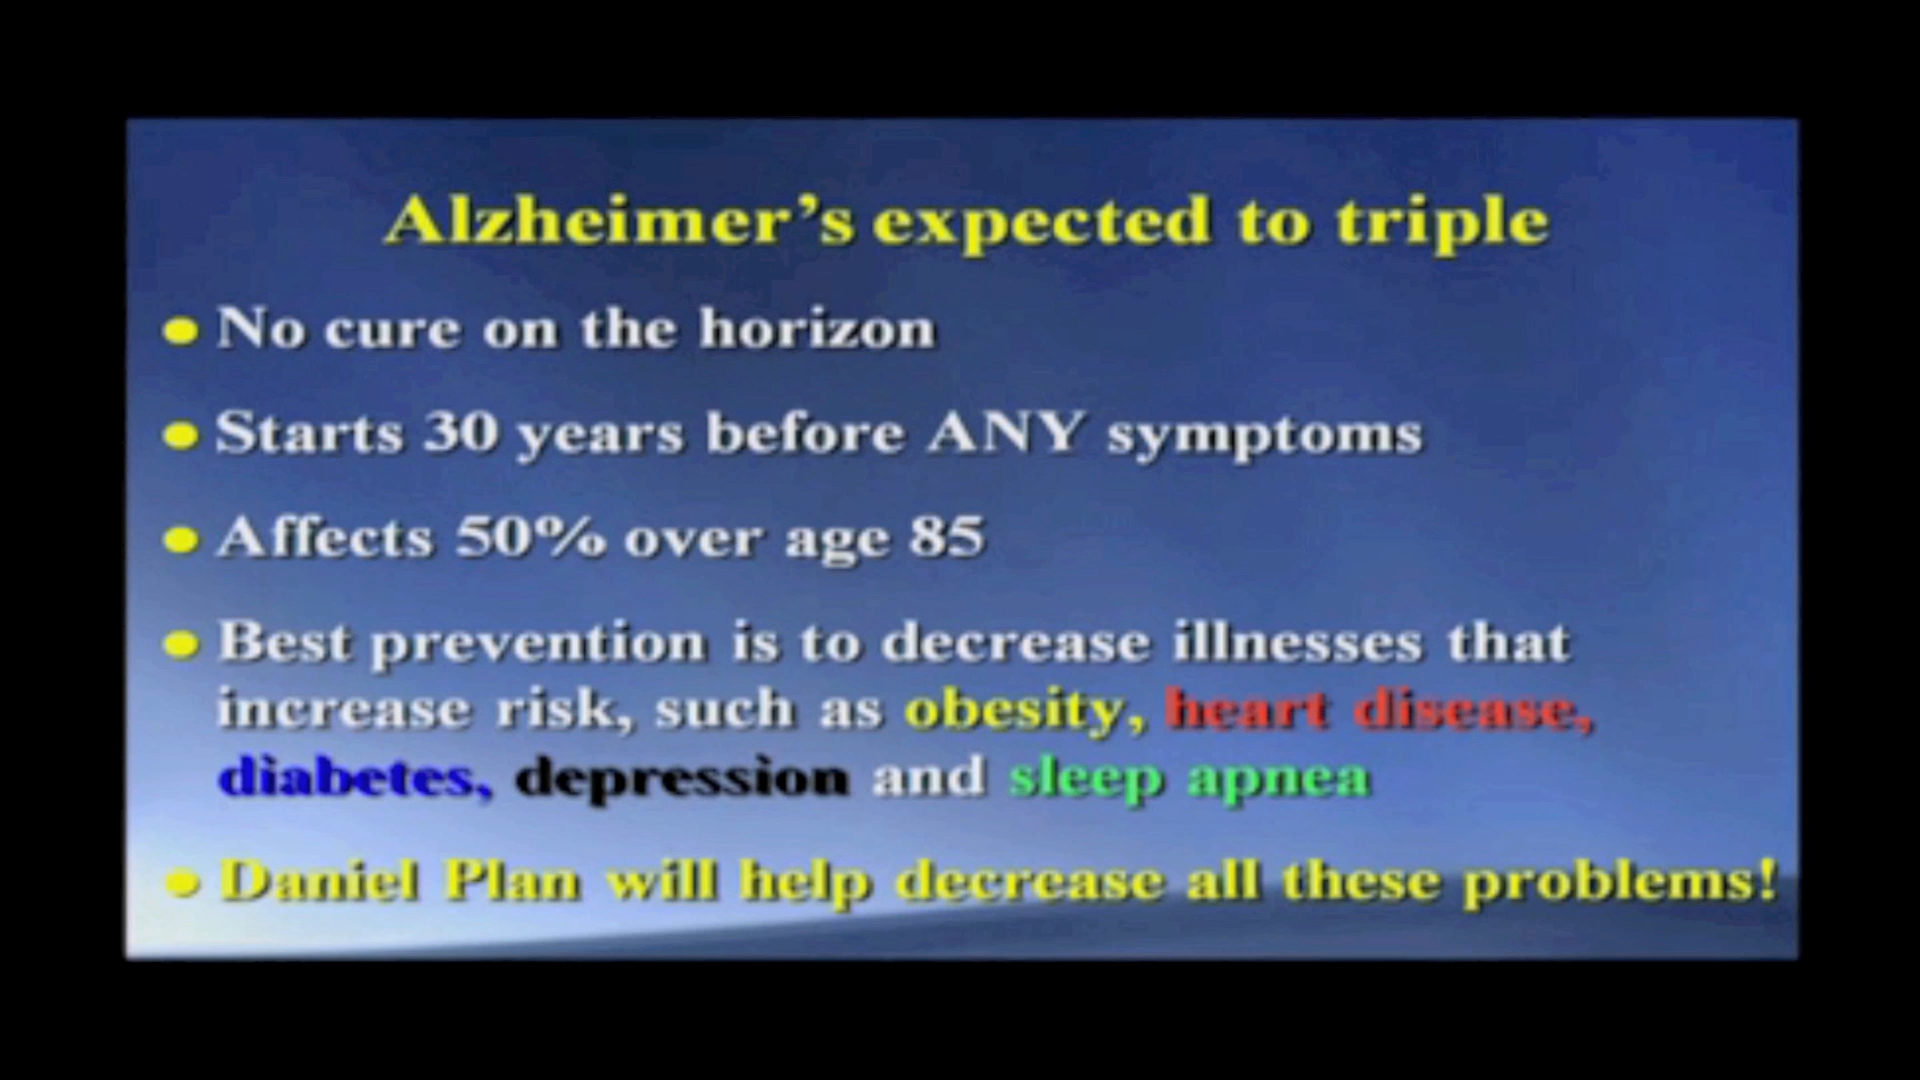 Alzheimer's expected to triple
• No cure on the horizon
• Starts 30 years before ANY symptoms
• Affects 50% over age 85
• Best prevention is to decrease illnesses that
increase risk, such as obesity, heart disease,
diabetes, depression and sleep apnea
• Daniel Plan will help decrease all these problems!